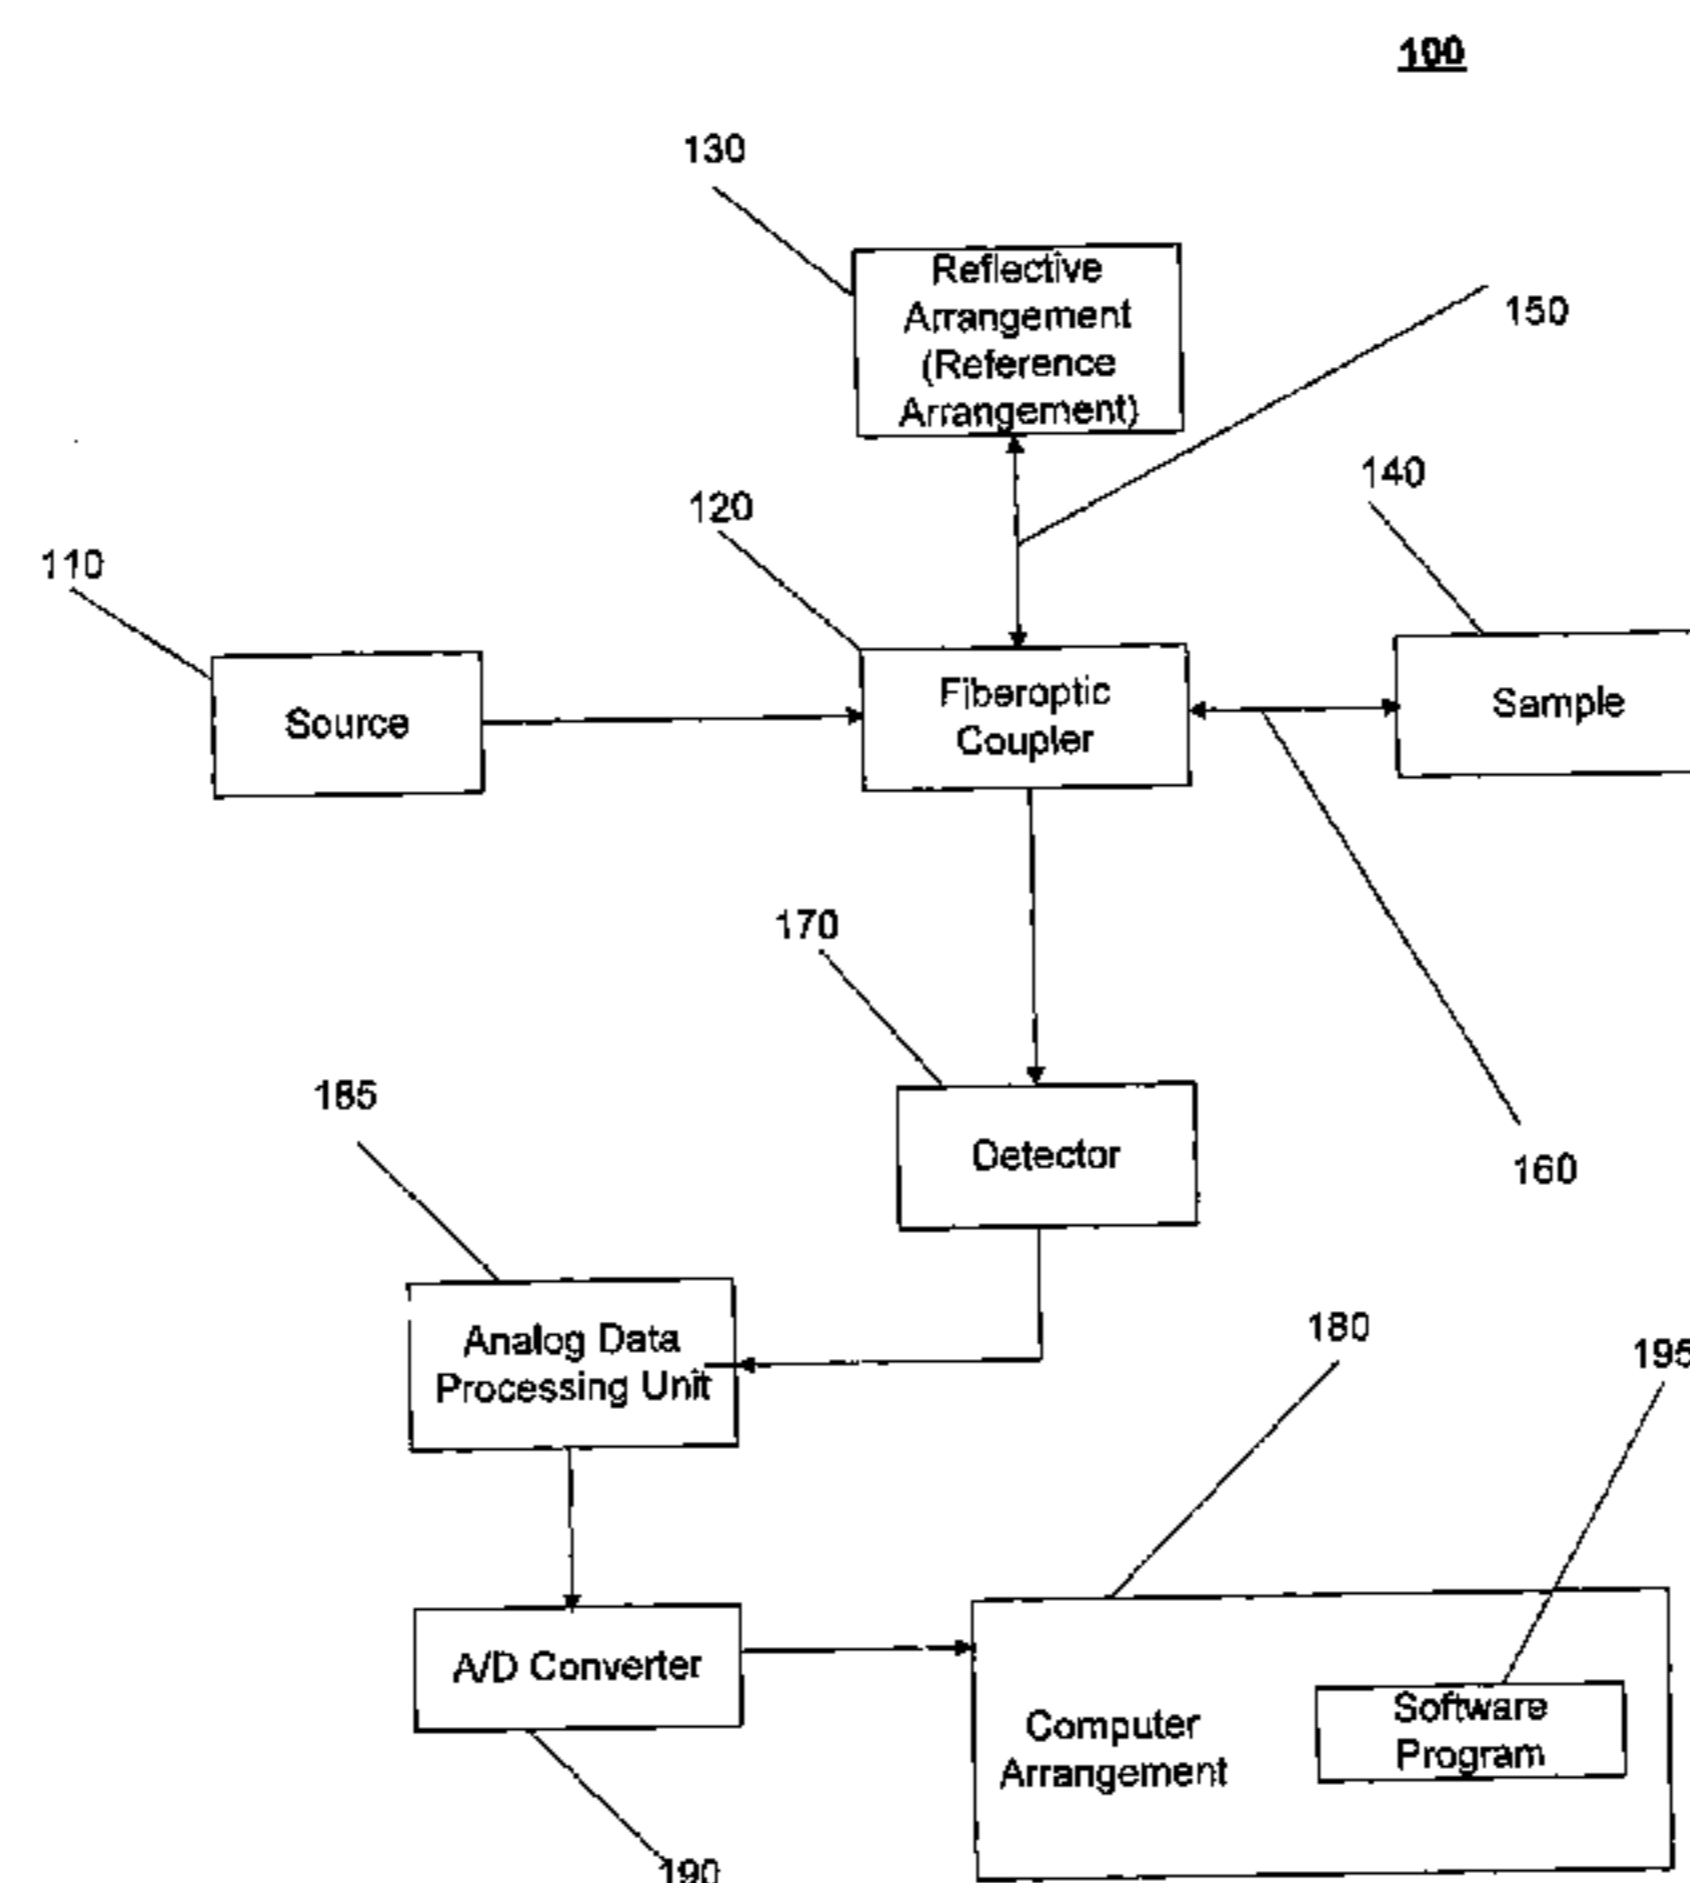 100
130
Reflective
Arrangement
(Reference
Arrangement)
150
140
120
110
Source
Fiberoptic
Coupler
Sample
170
185
Detector
160
Analog Data
Processing Unit
180
195
A/D Converter
Computer
Arrangement
Software
Program
190